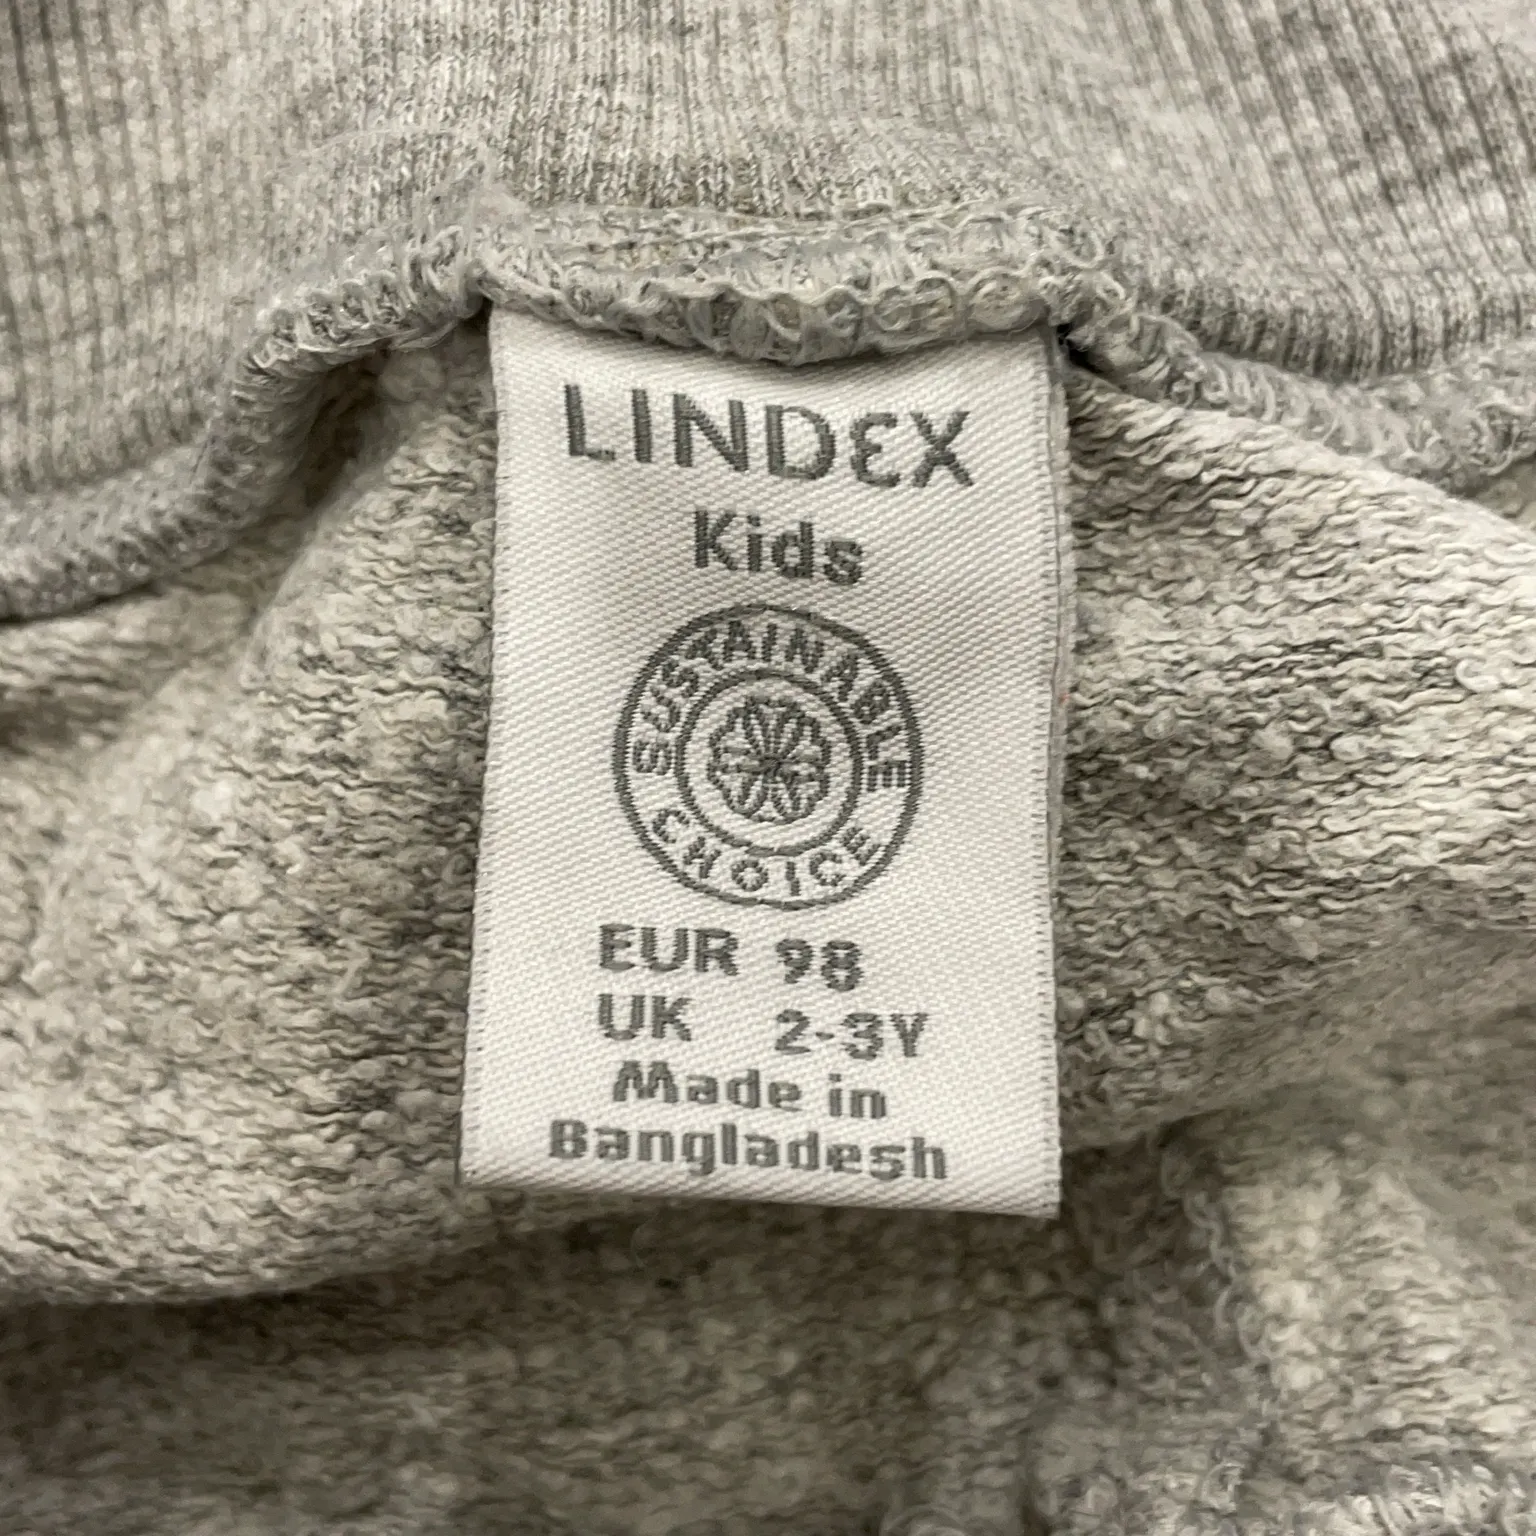 LINDEX
Kids
SUSTAINABLE
CHOICE
EUR 98
UK 2-3Y
Made in
Bangladesh